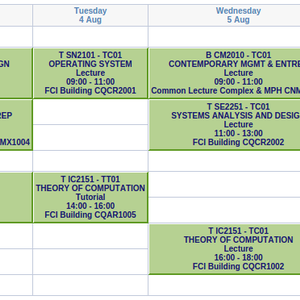 Tuesday
4 Aug
Wednesday
5 Aug
GN
T SN2101 - TC01
OPERATING SYSTEM
Lecture
09:00 - 11:00
FCI Building CQCR2001
B CM2010 - TC01
CONTEMPORARY MGMT & ENTRE
Lecture
09:00 - 11:00
Common Lecture Complex & MPH CNM
REP
MX1004
T SE2251 - TC01
SYSTEMS ANALYSIS AND DESIG
Lecture
11:00 - 13:00
FCI Building CQCR2002
T IC2151 - TT01
THEORY OF COMPUTATION
Tutorial
14:00 - 16:00
FCI Building CQAR1005
T IC2151 - TC01
THEORY OF COMPUTATION
Lecture
16:00 - 18:00
FCI Building CQCR1002